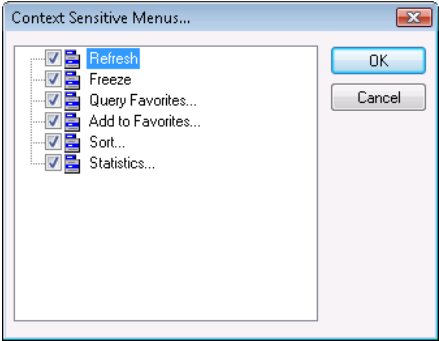 Context Sensitive Menus...
Refresh
Freeze
Query Favorites...
Add to Favorites...
Sort...
Statistics...
OK
Cancel